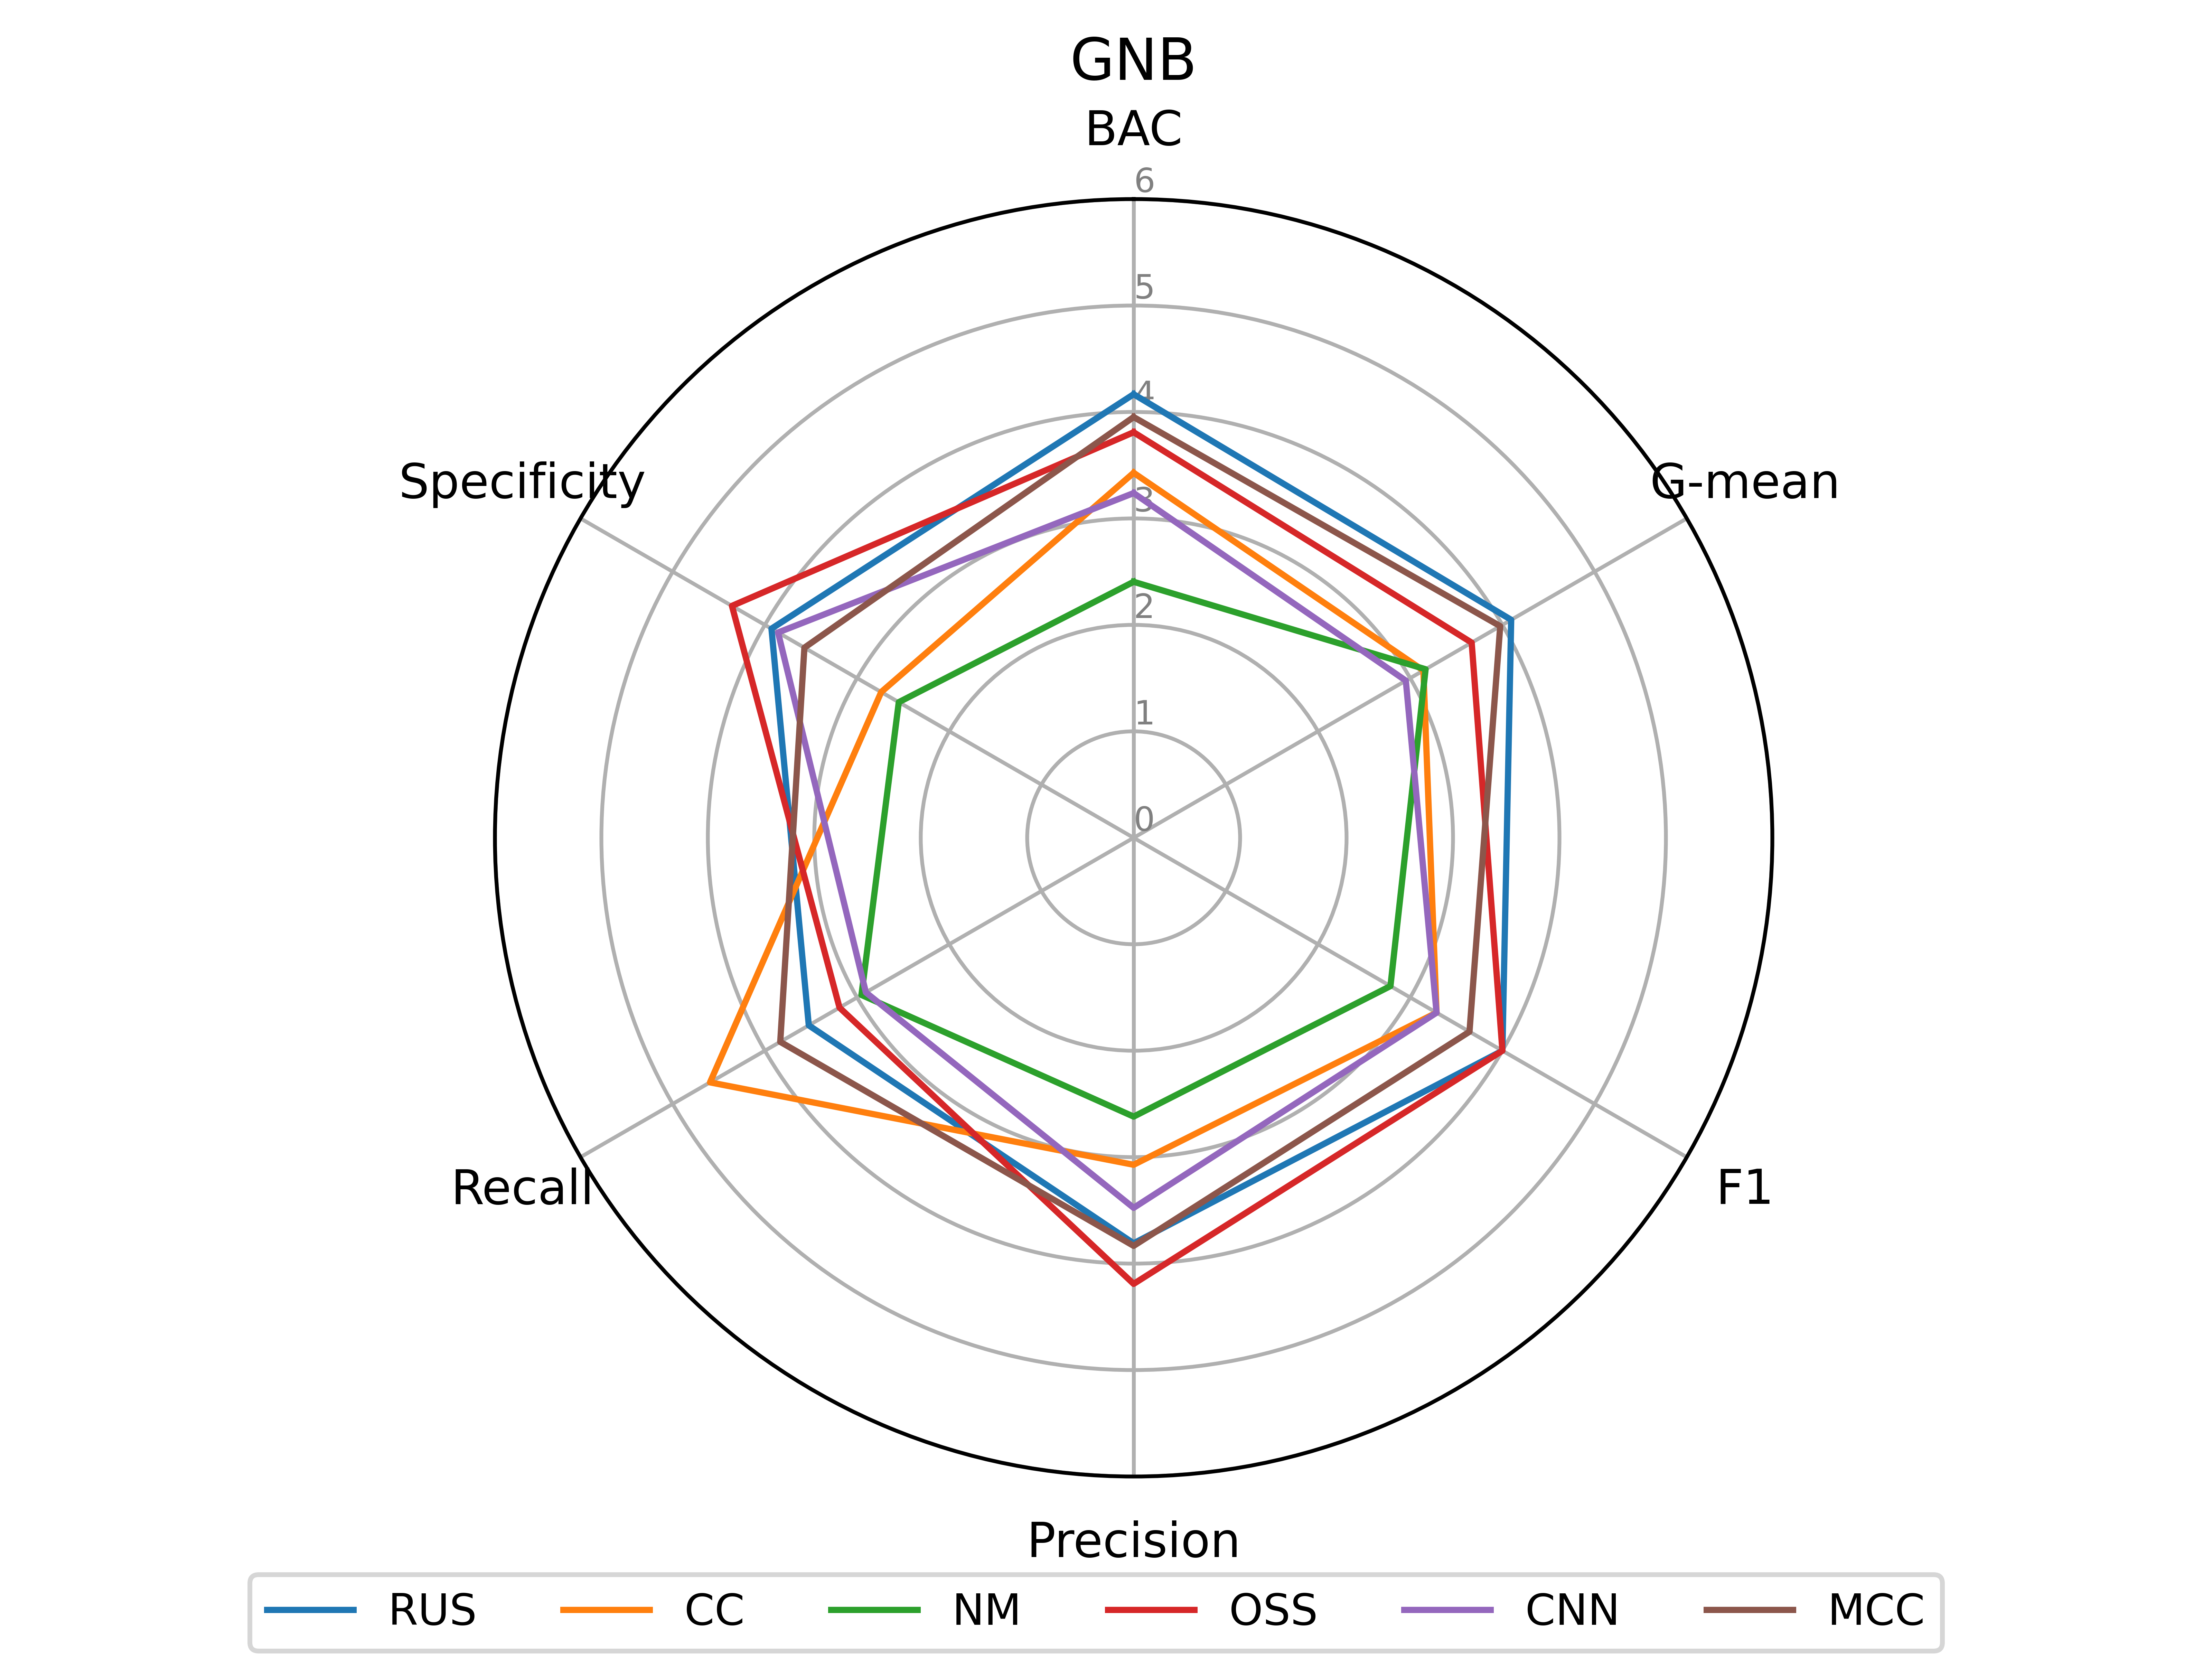 GNB
BAC
6
5
4
3
2
1
0
Specificity
G-mean
Recall
F1
Precision
RUS CC NM OSS CNN MCC